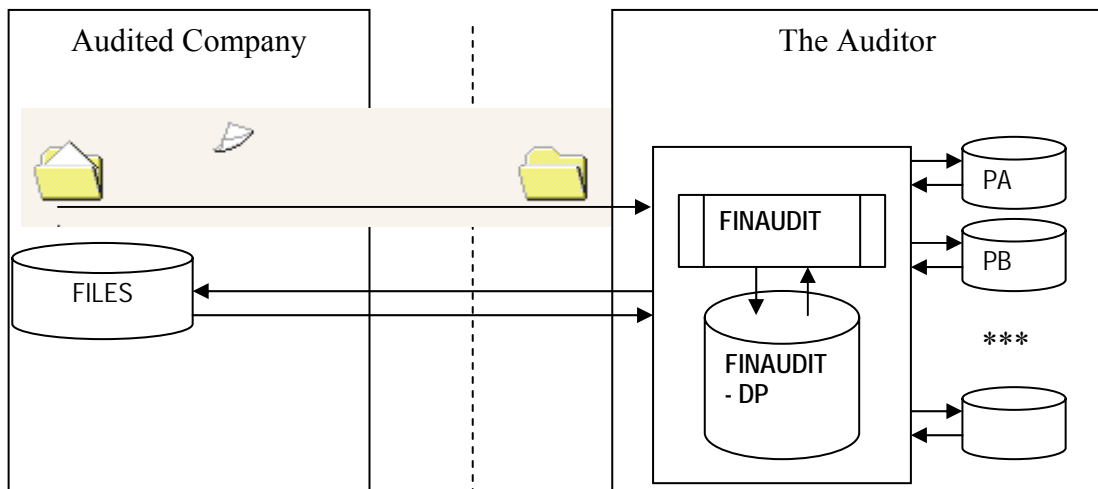 Audited Company
The Auditor
FILES
FINAUDIT
FINAUDIT
- DP
PA
PB
***